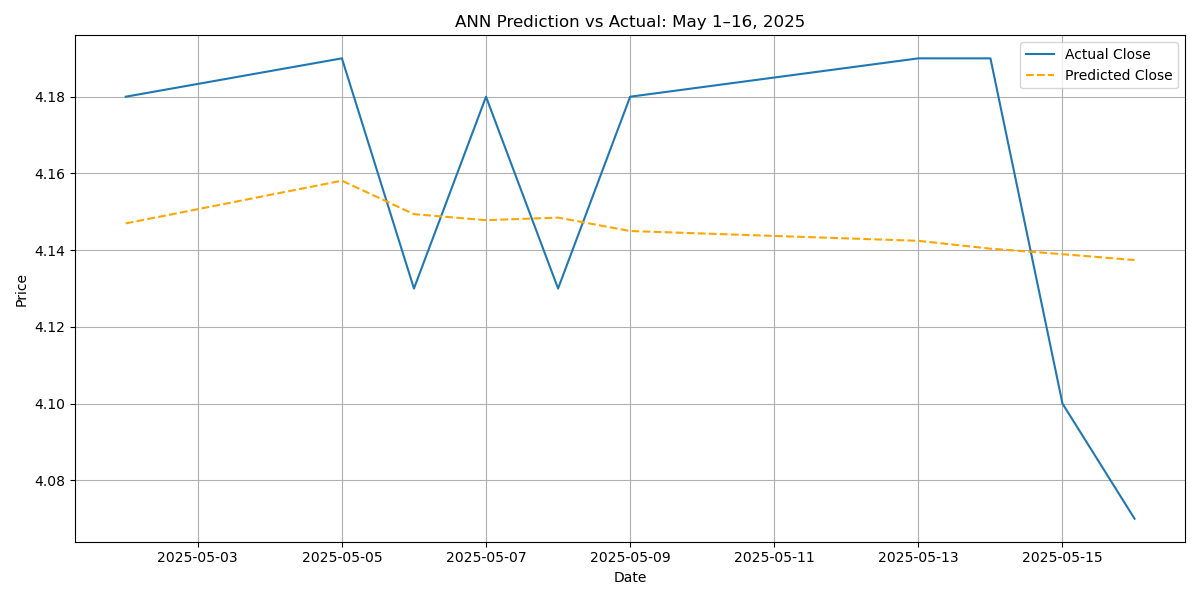 ANN Prediction vs Actual: May 1–16, 2025
Actual Close
Predicted Close
Price
4.18
4.16
4.14
4.12
4.10
4.08
2025-05-03 2025-05-05 2025-05-07 2025-05-09 2025-05-11 2025-05-13 2025-05-15
Date